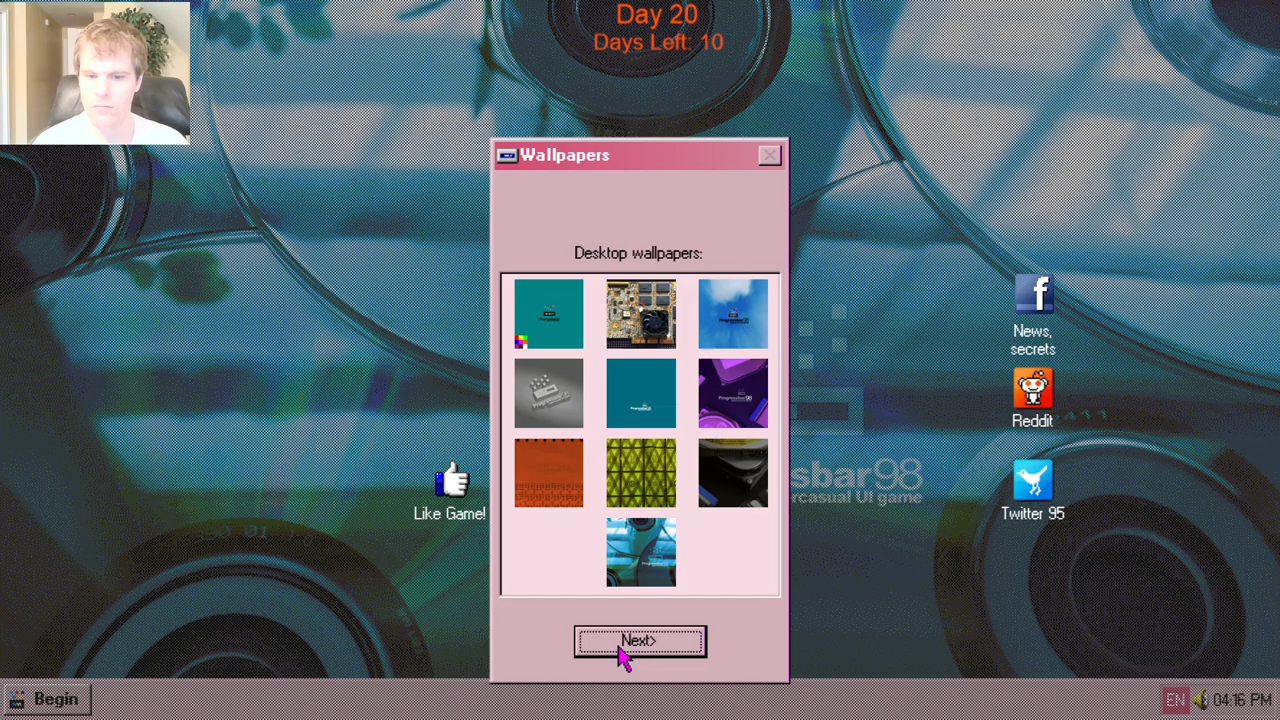 Day 20
Days Left: 10
Wallpapers
Desktop wallpapers:
News,
secrets
Reddit
sbar98
rcasual UI game
Like Game!
Twitter 95
Next>
Begin
EN
04:16 PM